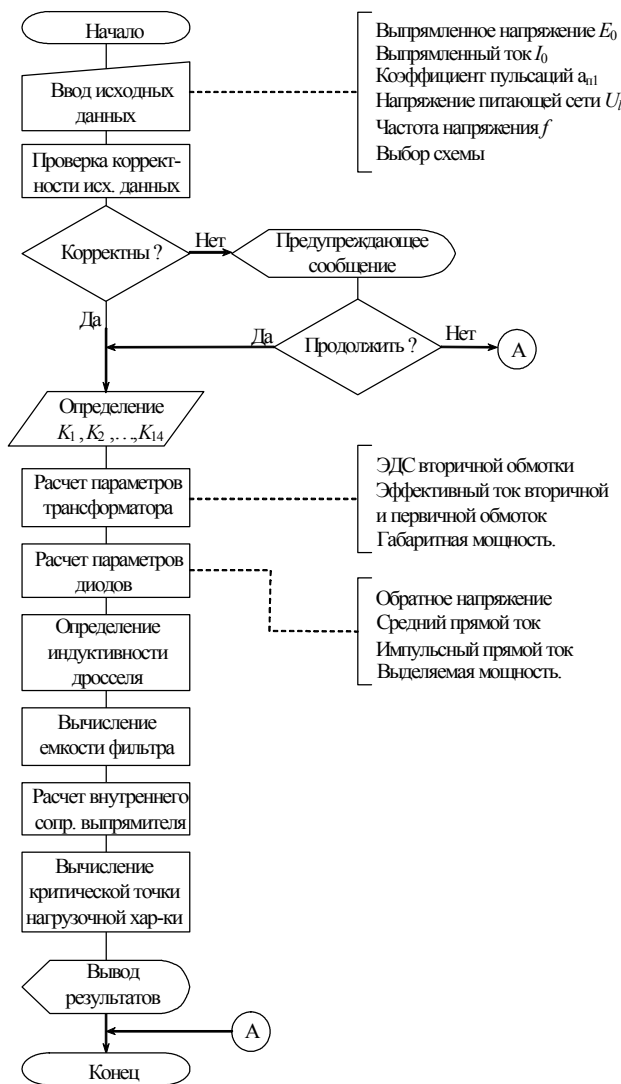 Начало
Выпрямленное напряжение E₀
Выпрямленный ток I₀
Коэффициент пульсаций aₚ₁
Напряжение питающей сети U
Частота напряжения f
Выбор схемы
Ввод исходных
данных
Проверка коррект-
ности исх. данных
Корректны ?
Нет
Предупреждающее
сообщение
Да
Да
Продолжить ?
Нет
А
Определение
K₁ , K₂ ,…,K₁₄
Расчет параметров
трансформатора
ЭДС вторичной обмотки
Эффективный ток вторичной
и первичной обмоток
Габаритная мощность.
Расчет параметров
диодов
Обратное напряжение
Средний прямой ток
Импульсный прямой ток
Выделяемая мощность.
Определение
индуктивности
дросселя
Вычисление
емкости фильтра
Расчет внутреннего
сопр. выпрямителя
Вычисление
критической точки
нагрузочной хар-ки
Вывод
результатов
А
Конец